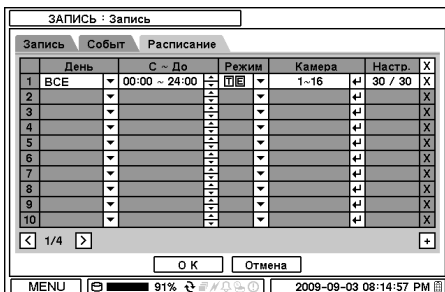 ЗАПИСЬ : Запись
Запись Событ Расписание
День С ~ До Режим Камера Настр. X
1 ВСЕ 00:00 ~ 24:00 T E 1~16 30 / 30 X
2 X
3 X
4 X
5 X
6 X
7 X
8 X
9 X
10 X
< 1/4 > +
O K Отмена
MENU 91% 2009-09-03 08:14:57 PM